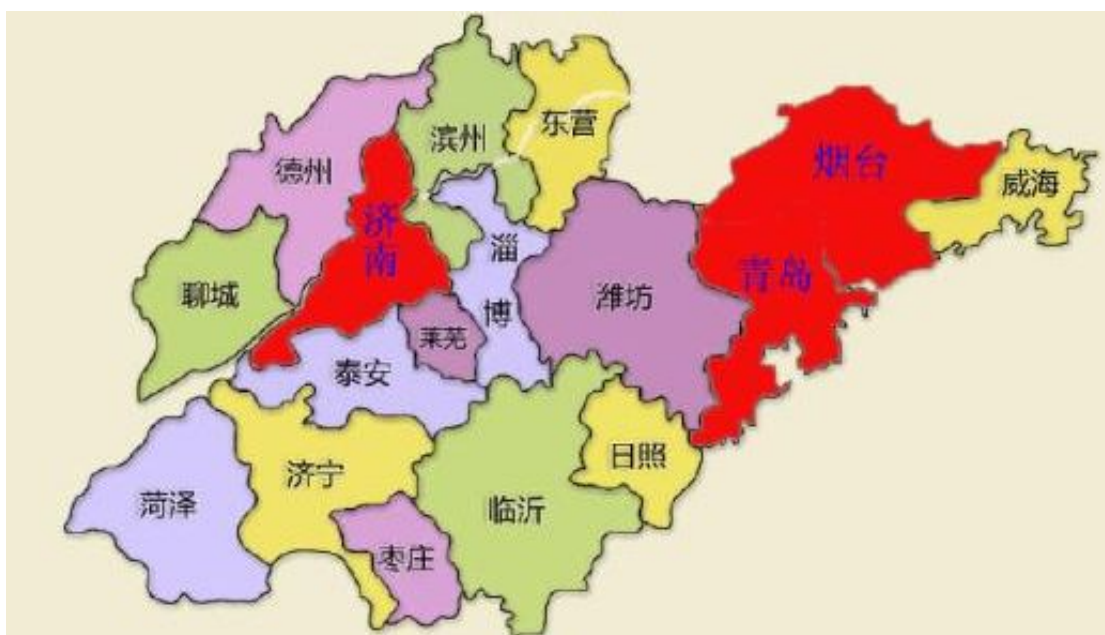 东营
滨州
烟台
德州
威海
济
南
淄
博
青岛
聊城
潍坊
莱芜
泰安
日照
济宁
菏泽
临沂
枣庄